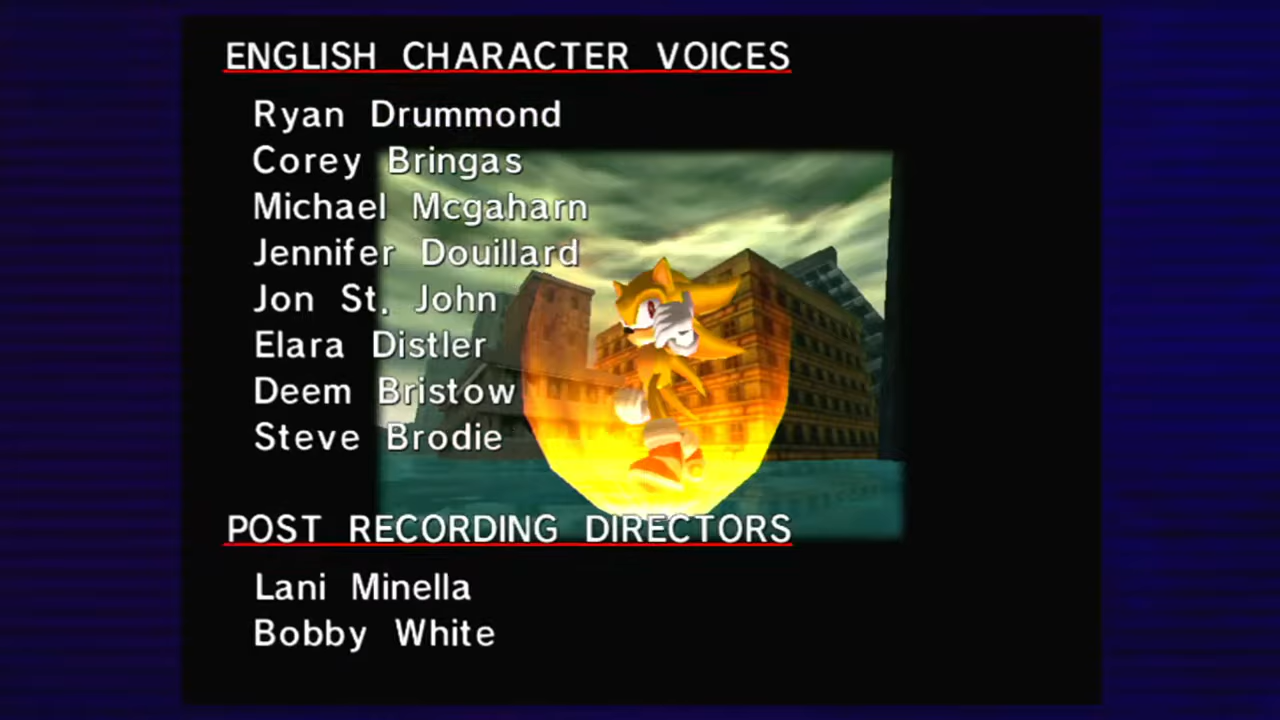 ENGLISH CHARACTER VOICES
Ryan Drummond
Corey Bringas
Michael Mcgaharn
Jennifer Douillard
Jon St. John
Elara Distler
Deem Bristow
Steve Brodie
POST RECORDING DIRECTORS
Lani Minella
Bobby White